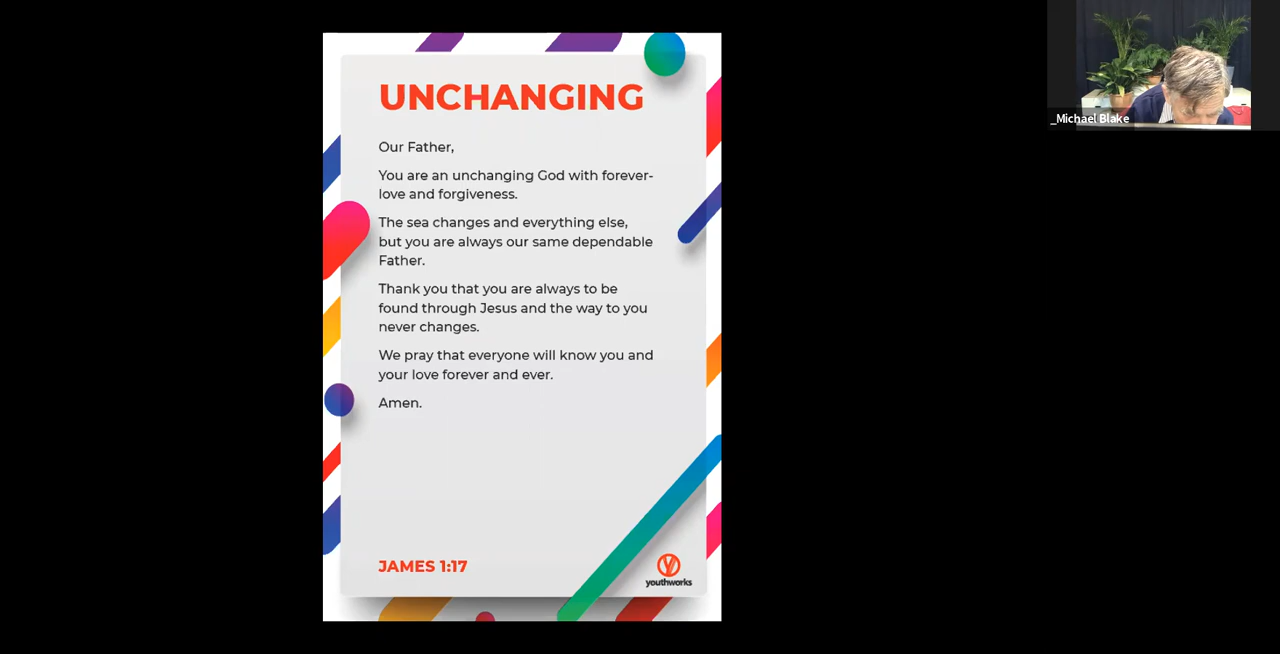 UNCHANGING
Our Father,
You are an unchanging God with forever-
love and forgiveness.
The sea changes and everything else,
but you are always our same dependable
Father.
Thank you that you are always to be
found through Jesus and the way to you
never changes.
We pray that everyone will know you and
your love forever and ever.
Amen.
JAMES 1:17
youthworks
_Michael Blake